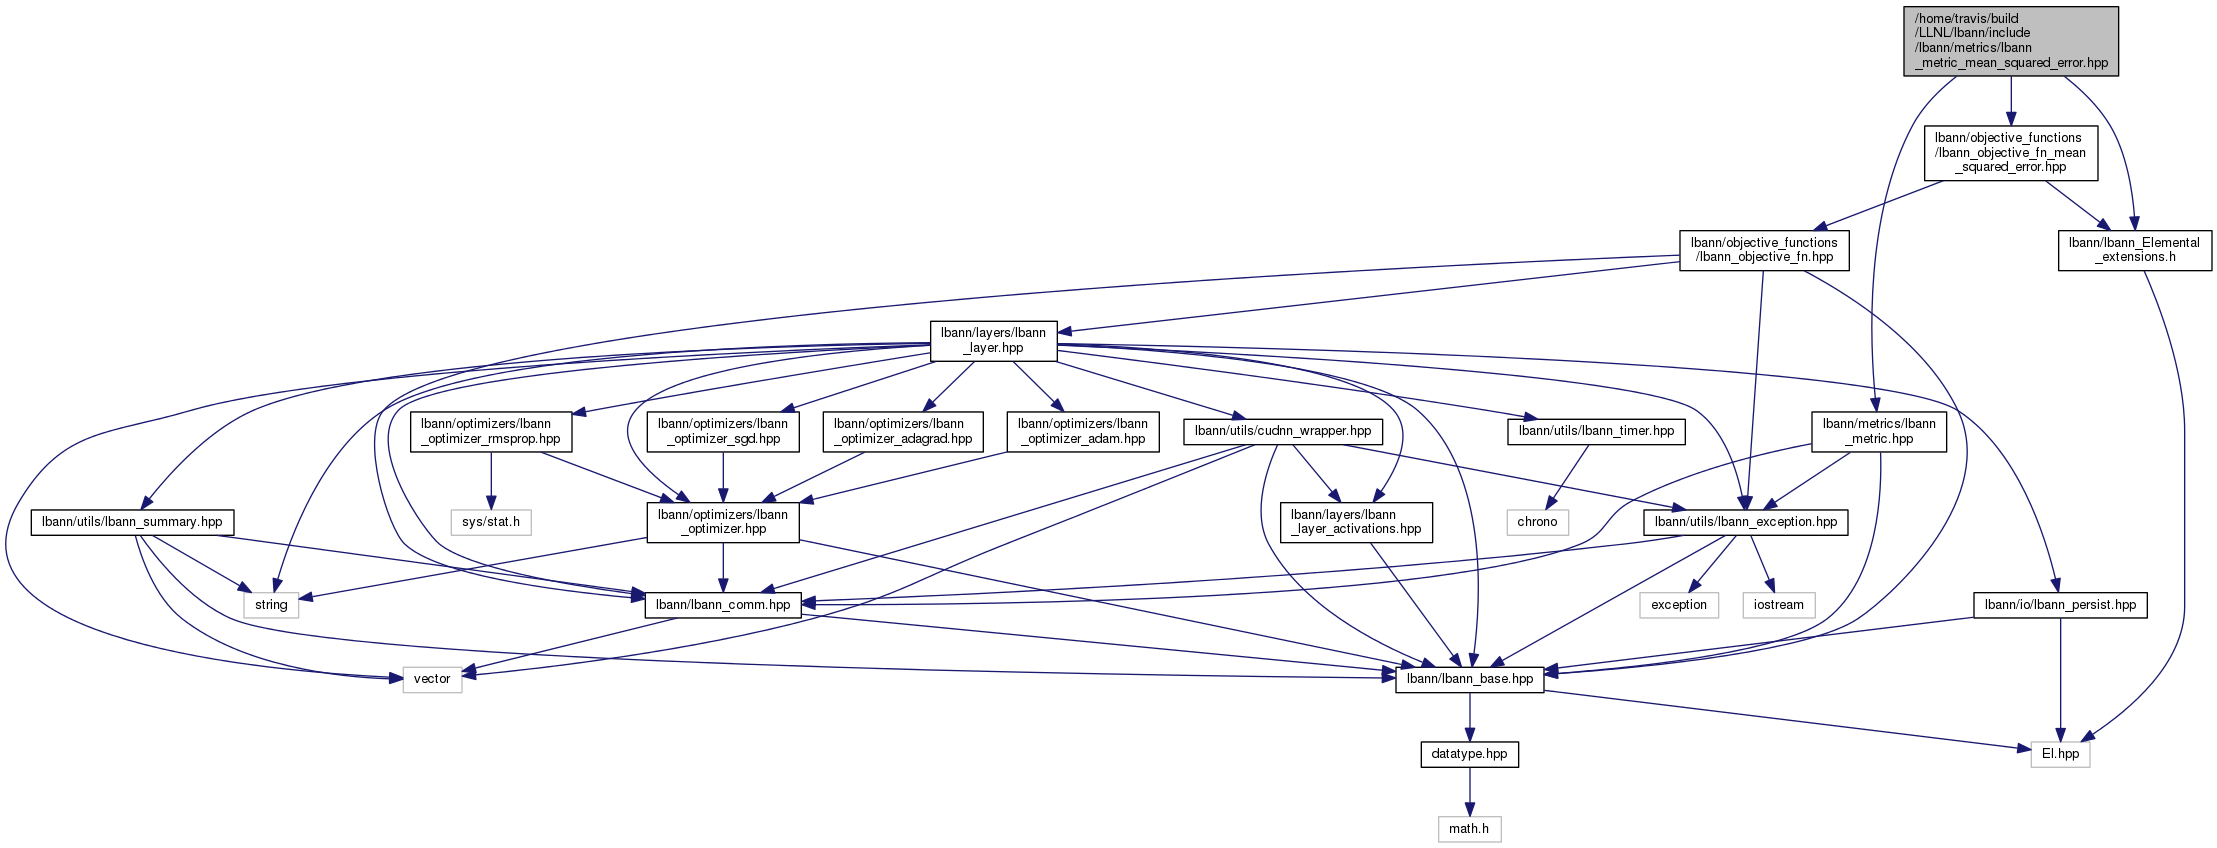 /home/travis/build
/LLNL/lbann/include
/lbann/metrics/lbann
_metric_mean_squared_error.hpp
lbann/objective_functions
/lbann_objective_fn_mean
_squared_error.hpp
lbann/objective_functions
/lbann_objective_fn.hpp
lbann/lbann_Elemental
_extensions.h
lbann/layers/lbann
_layer.hpp
lbann/optimizers/lbann
_optimizer_rmsprop.hpp
lbann/optimizers/lbann
_optimizer_sgd.hpp
lbann/optimizers/lbann
_optimizer_adagrad.hpp
lbann/optimizers/lbann
_optimizer_adam.hpp
lbann/utils/cudnn_wrapper.hpp
lbann/utils/lbann_timer.hpp
lbann/metrics/lbann
_metric.hpp
lbann/utils/lbann_summary.hpp
sys/stat.h
lbann/optimizers/lbann
_optimizer.hpp
lbann/layers/lbann
_layer_activations.hpp
chrono
lbann/utils/lbann_exception.hpp
string
lbann/lbann_comm.hpp
exception
iostream
lbann/io/lbann_persist.hpp
vector
lbann/lbann_base.hpp
datatype.hpp
El.hpp
math.h